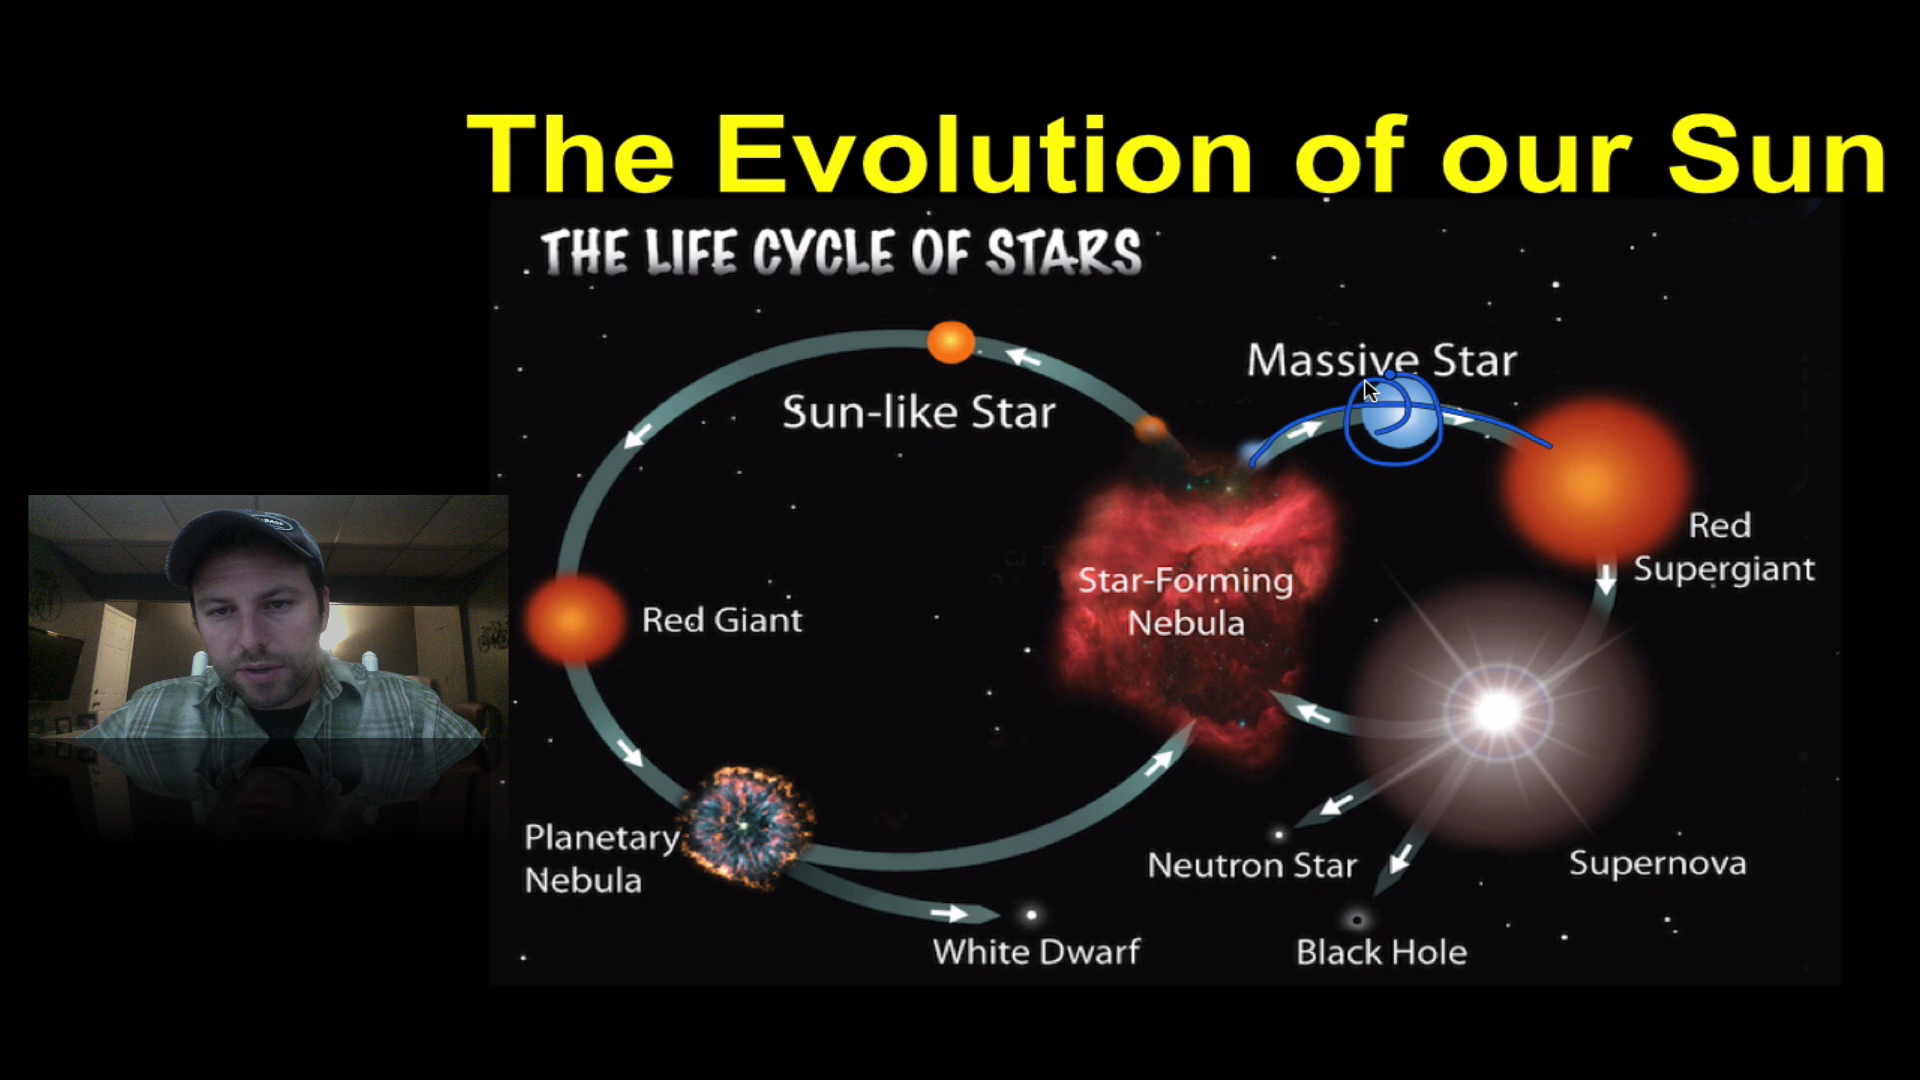 The Evolution of our Sun
THE LIFE CYCLE OF STARS
Massive Star
Sun-like Star
Red
Supergiant
Star-Forming
Nebula
Red Giant
Planetary
Nebula
Neutron Star
Supernova
White Dwarf
Black Hole